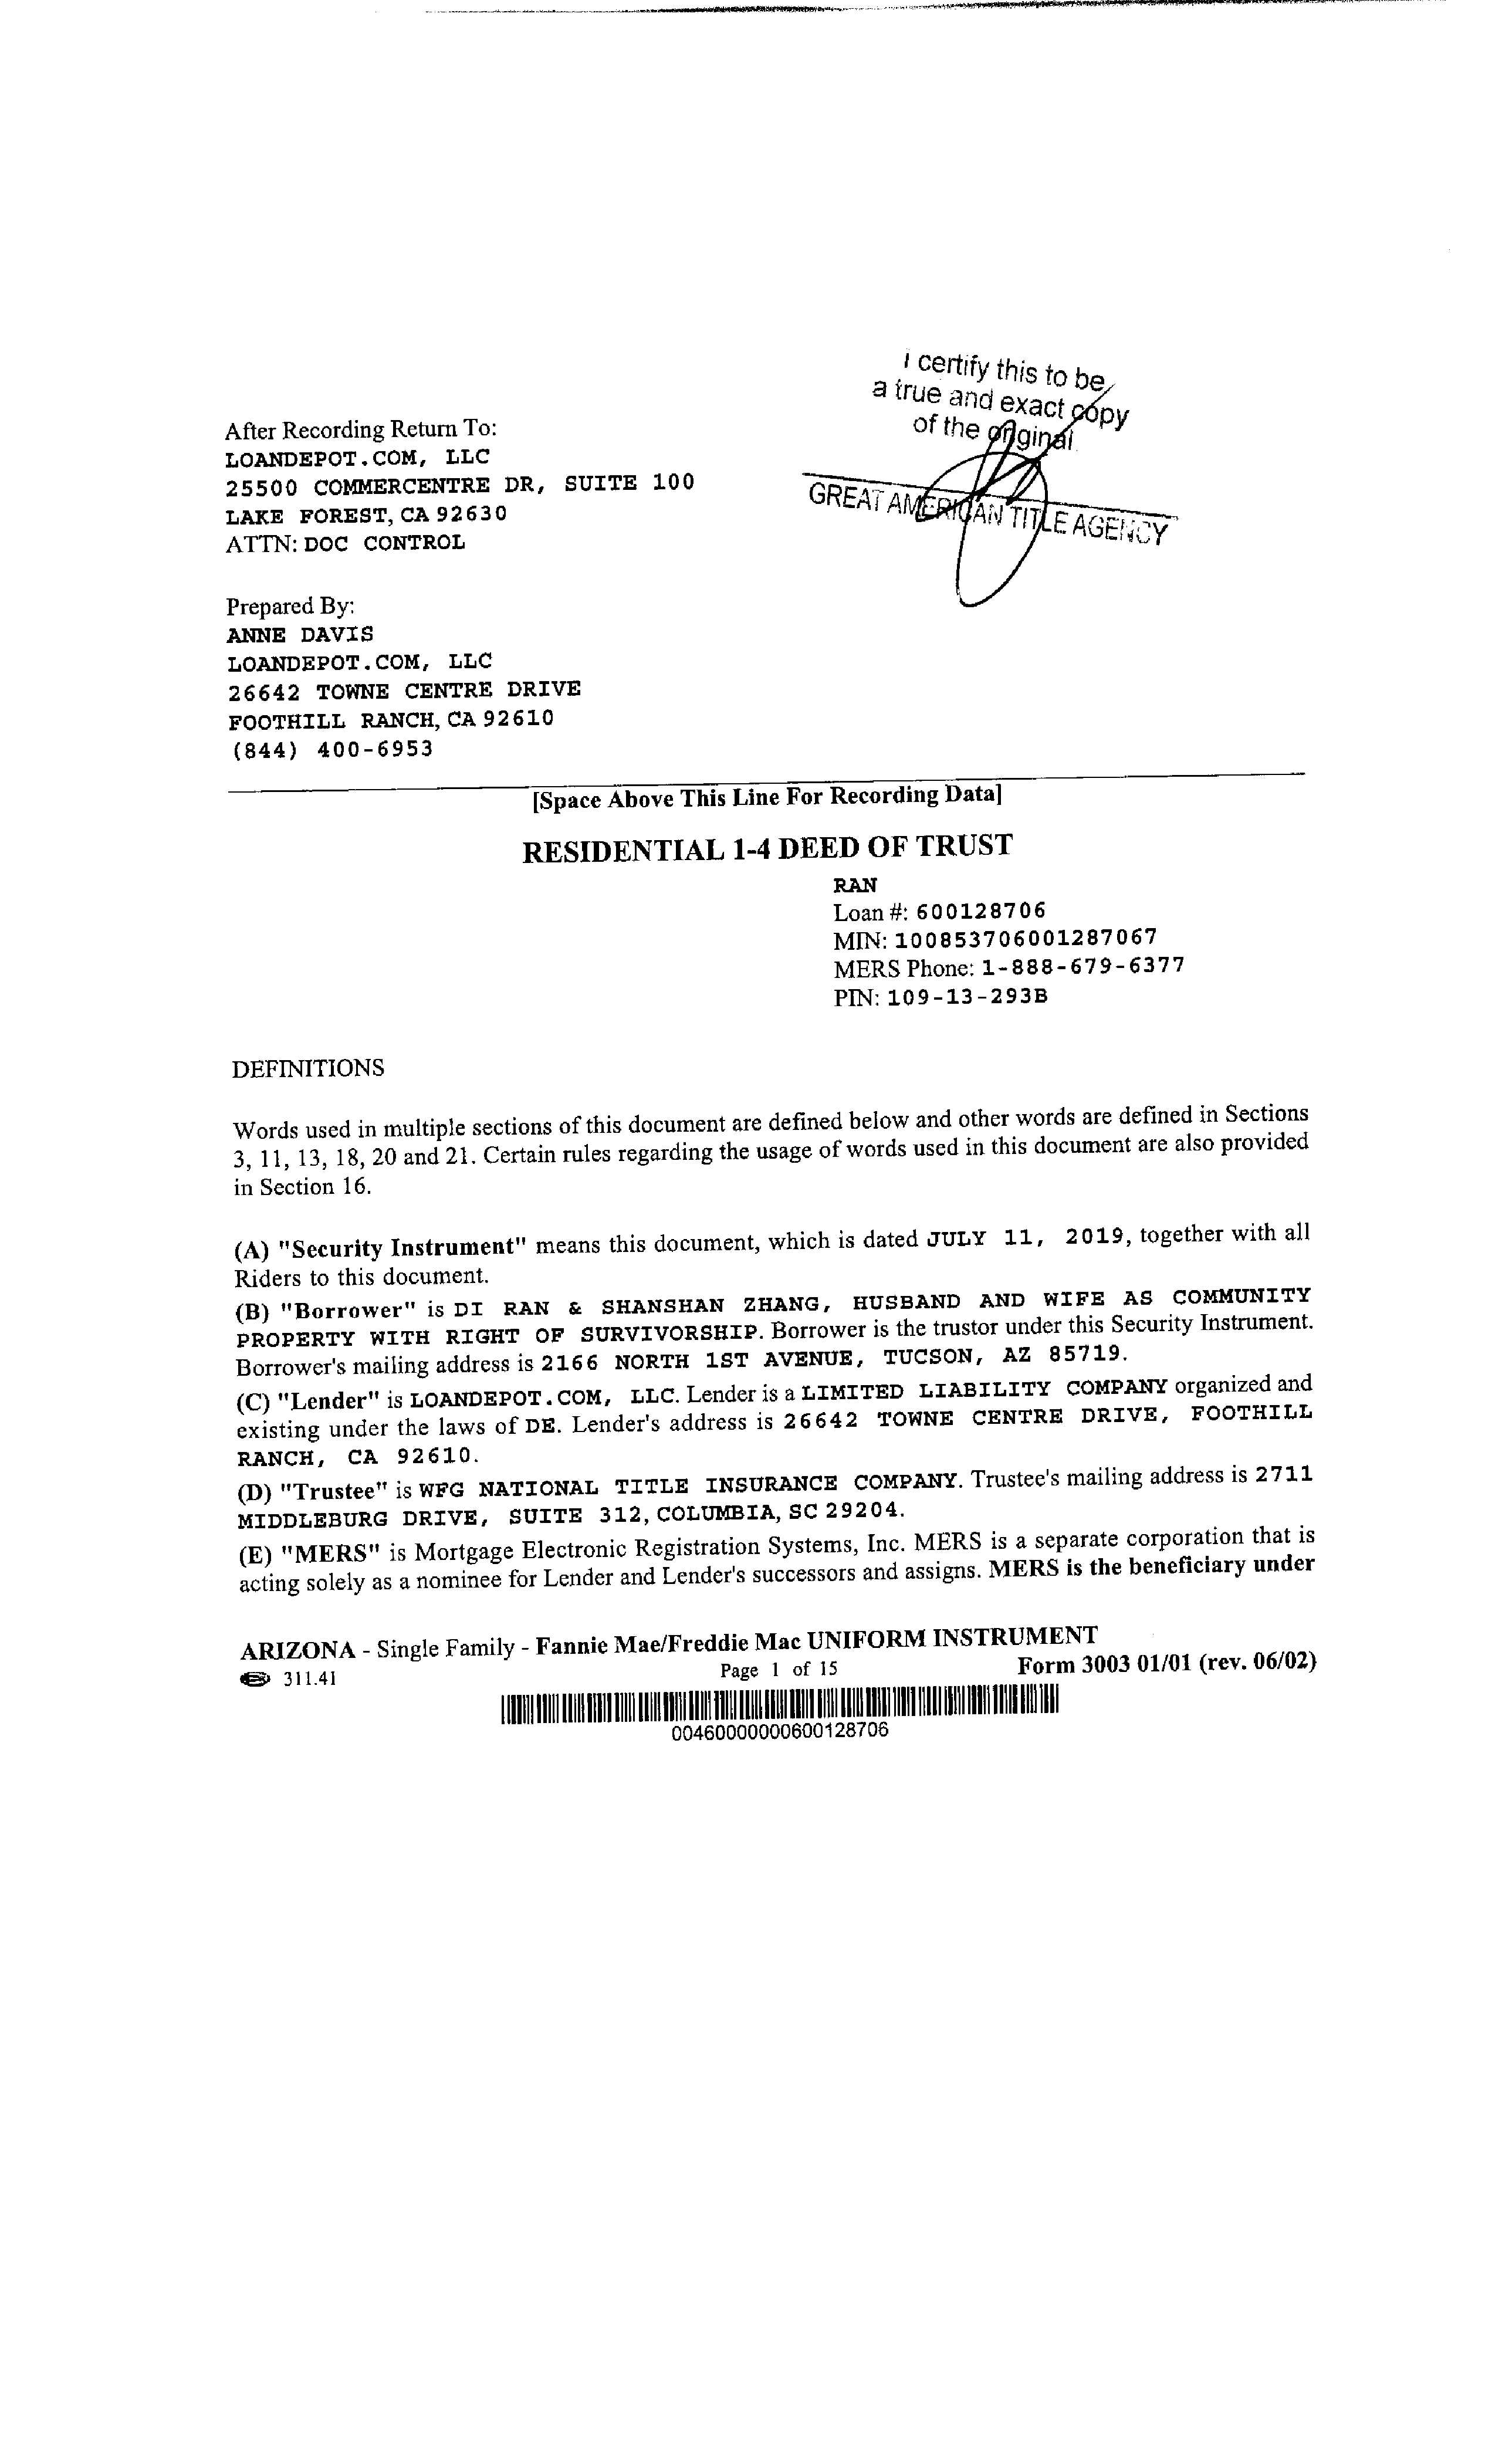 i certify this to be
a true and exact copy
of the original
GREAT AMERICAN TITLE AGENCY
After Recording Return To:
LOANDEPOT.COM, LLC
25500 COMMERCENTRE DR, SUITE 100
LAKE FOREST, CA 92630
ATTN: DOC CONTROL
Prepared By:
ANNE DAVIS
LOANDEPOT.COM, LLC
26642 TOWNE CENTRE DRIVE
FOOTHILL RANCH, CA 92610
(844) 400-6953
[Space Above This Line For Recording Data]
RESIDENTIAL 1-4 DEED OF TRUST
RAN
Loan #: 600128706
MIN: 100853706001287067
MERS Phone: 1-888-679-6377
PIN: 109-13-293B
DEFINITIONS
Words used in multiple sections of this document are defined below and other words are defined in Sections
3, 11, 13, 18, 20 and 21. Certain rules regarding the usage of words used in this document are also provided
in Section 16.
(A) "Security Instrument" means this document, which is dated JULY 11, 2019, together with all
Riders to this document.
(B) "Borrower" is DI RAN & SHANSHAN ZHANG, HUSBAND AND WIFE AS COMMUNITY
PROPERTY WITH RIGHT OF SURVIVORSHIP. Borrower is the trustor under this Security Instrument.
Borrower's mailing address is 2166 NORTH 1ST AVENUE, TUCSON, AZ 85719.
(C) "Lender" is LOANDEPOT.COM, LLC. Lender is a LIMITED LIABILITY COMPANY organized and
existing under the laws of DE. Lender's address is 26642 TOWNE CENTRE DRIVE, FOOTHILL
RANCH, CA 92610.
(D) "Trustee" is WFG NATIONAL TITLE INSURANCE COMPANY. Trustee's mailing address is 2711
MIDDLEBURG DRIVE, SUITE 312, COLUMBIA, SC 29204.
(E) "MERS" is Mortgage Electronic Registration Systems, Inc. MERS is a separate corporation that is
acting solely as a nominee for Lender and Lender's successors and assigns. MERS is the beneficiary under
ARIZONA - Single Family - Fannie Mae/Freddie Mac UNIFORM INSTRUMENT
311.41 Page 1 of 15 Form 3003 01/01 (rev. 06/02)
00460000000600128706